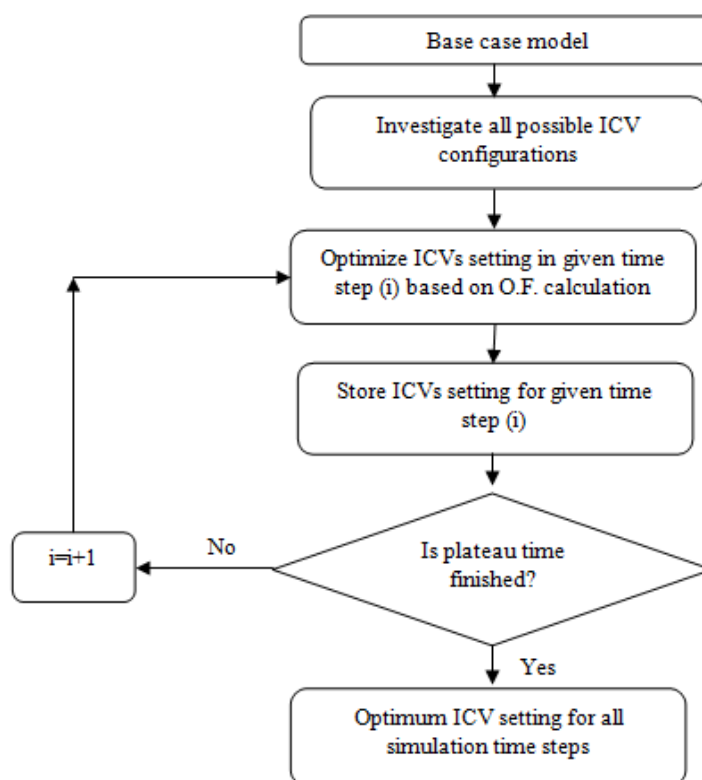 Base case model
Investigate all possible ICV
configurations
Optimize ICVs setting in given time
step (i) based on O.F. calculation
Store ICVs setting for given time
step (i)
Is plateau time
finished?
No
i=i+1
Yes
Optimum ICV setting for all
simulation time steps